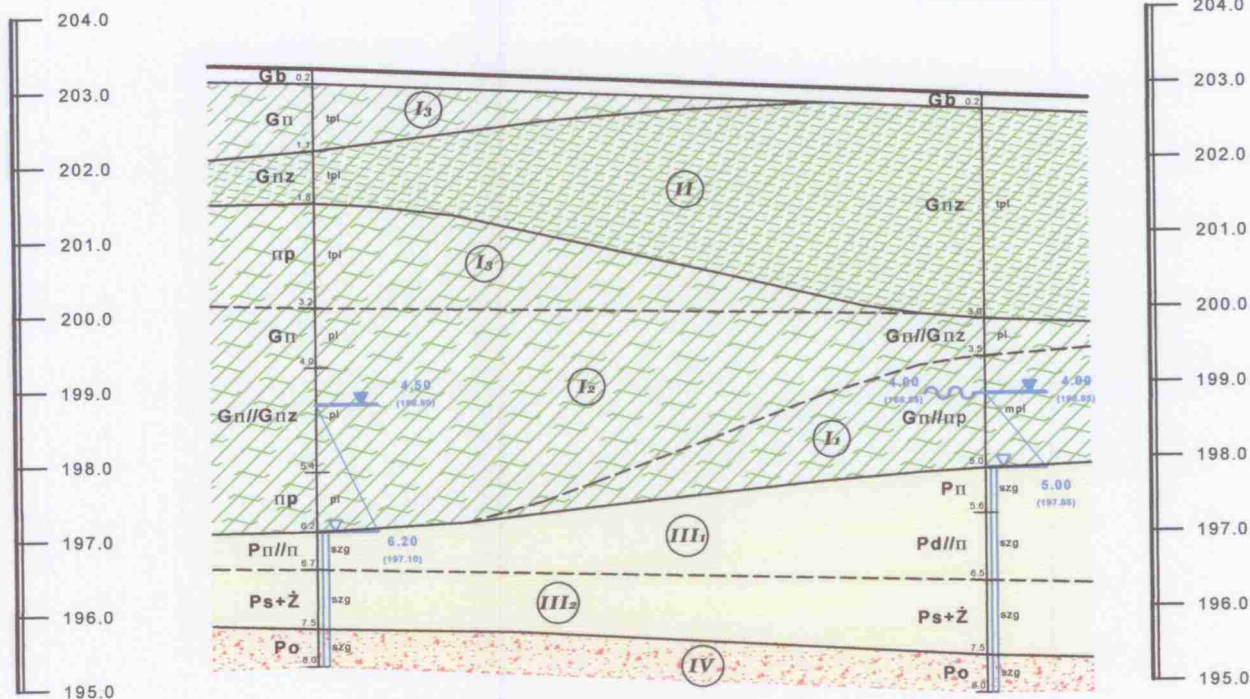 204.0
203.0
202.0
201.0
200.0
199.0
198.0
197.0
196.0
195.0
Gb 0.2
Gπ tpl
Gπz tpl
1.8
πp tpl
3.2
Gπ pl
4.0
4.50
Gπ//Gπz pl
5.4
πp pl
6.2
6.20
(197.10)
Pπ//π szg
6.7
Ps+Ż szg
7.5
Po szg
8.0
I₃
II
I₃
I₂
I₁
III₁
III₂
IV
Gb 0.2
Gπz tpl
Gπ//Gπz pl
3.5
4.00
4.00
Gπ//πp mpl
5.0
5.00
(197.85)
Pπ szg
5.6
Pd//π szg
6.5
Ps+Ż szg
7.5
Po szg
8.0
204.0
203.0
202.0
201.0
200.0
199.0
198.0
197.0
196.0
195.0